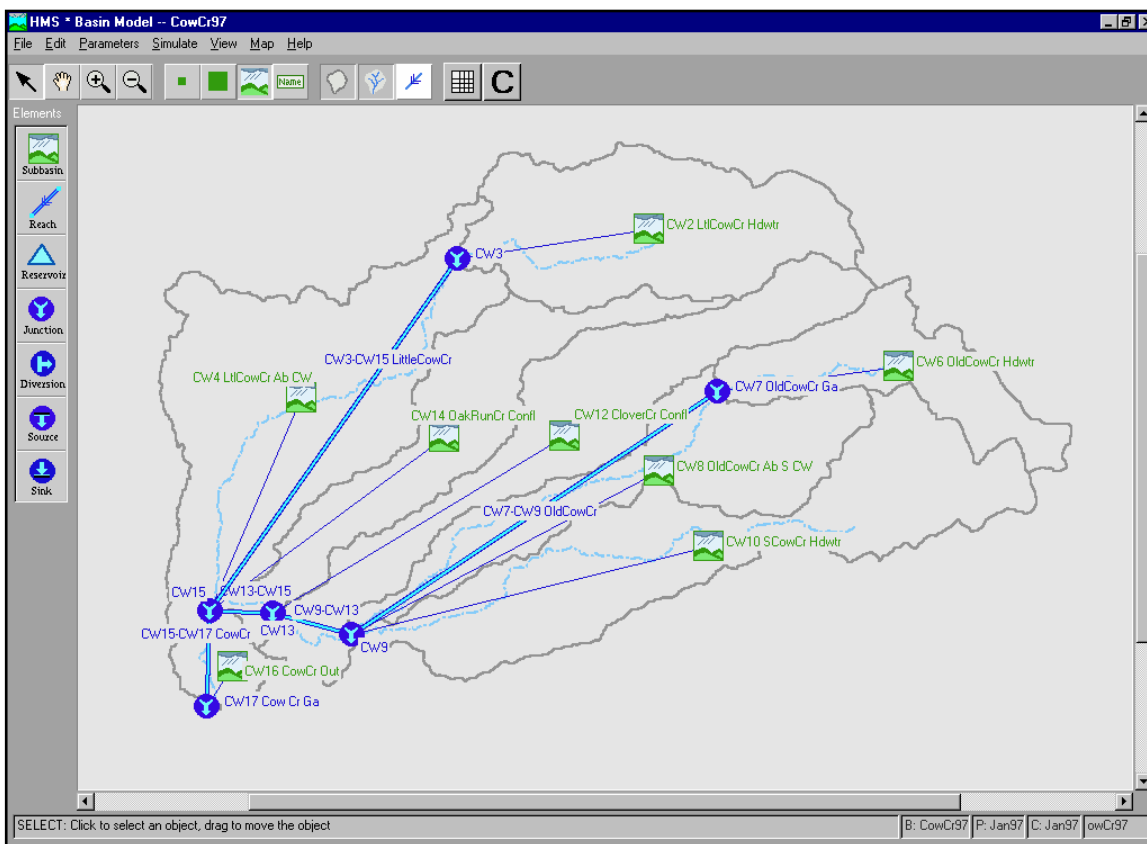 HMS * Basin Model -- CowCr97
File Edit Parameters Simulate View Map Help
Name
C
Elements
Subbasin
Reach
Reservoir
Junction
Diversion
Source
Sink
CW2 LtlCowCr Hdwtr
CW3
CW3-CW15 LittleCowCr
CW6 OldCowCr Hdwtr
CW4 LtlCowCr Ab CW
CW7 OldCowCr Ga
CW14 OakRunCr Confl
CW12 CloverCr Confl
CW8 OldCowCr Ab S CW
CW7-CW9 OldCowCr
CW10 SCowCr Hdwtr
CW15
CW13-CW15
CW9-CW13
CW13
CW15-CW17 CowCr
CW9
CW16 CowCr Out
CW17 Cow Cr Ga
SELECT: Click to select an object, drag to move the object
B: CowCr97
P: Jan97
C: Jan97
owCr97